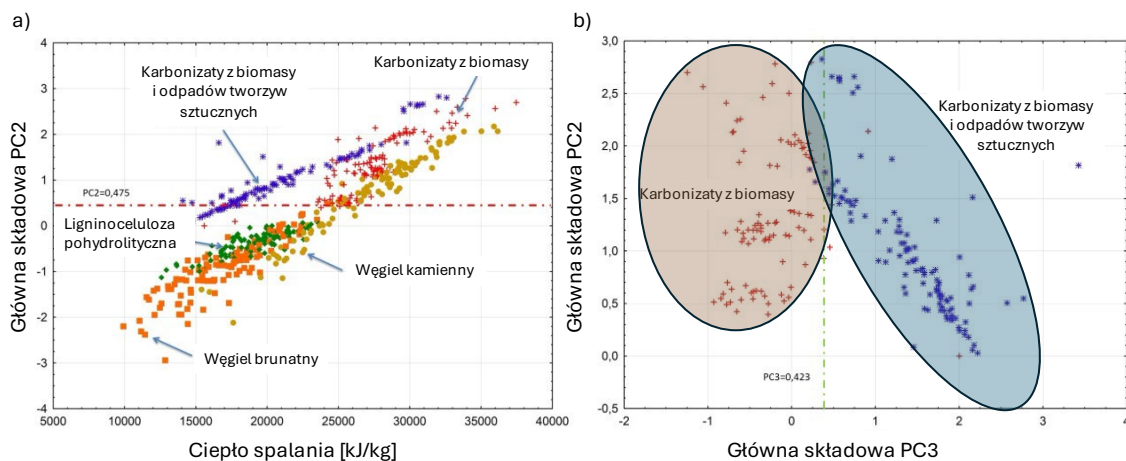 a)
Główna składowa PC2
4
3
2
1
0
-1
-2
-3
-4
5000 10000 15000 20000 25000 30000 35000 40000
Ciepło spalania [kJ/kg]
Karbonizaty z biomasy
i odpadów tworzyw
sztucznych
Karbonizaty z biomasy
PC2=0,475
Ligninoceluloza
pohydrolityczna
Węgiel kamienny
Węgiel brunatny
b)
Główna składowa PC2
3,0
2,5
2,0
1,5
1,0
0,5
0,0
-0,5
-2 -1 0 1 2 3 4
Główna składowa PC3
Karbonizaty z biomasy
i odpadów tworzyw
sztucznych
Karbonizaty z biomasy
PC3=0,423